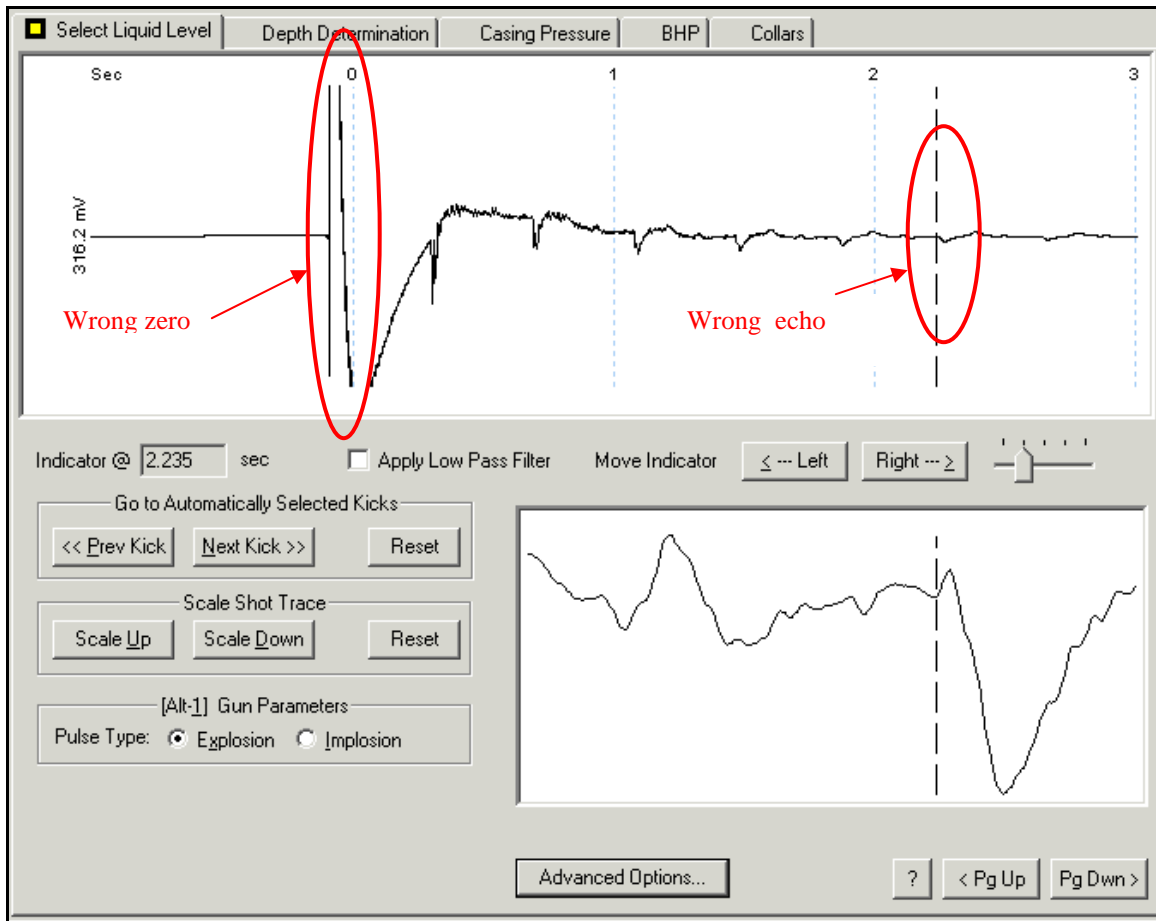 Select Liquid Level Depth Determination Casing Pressure BHP Collars
Sec 0 1 2 3
316.2 mV
Wrong zero
Wrong echo
Indicator @ 2.235 sec Apply Low Pass Filter Move Indicator < --- Left Right --- >
Go to Automatically Selected Kicks
<< Prev Kick Next Kick >> Reset
Scale Shot Trace
Scale Up Scale Down Reset
[Alt-1] Gun Parameters
Pulse Type: Explosion Implosion
Advanced Options... ? < Pg Up Pg Dwn >